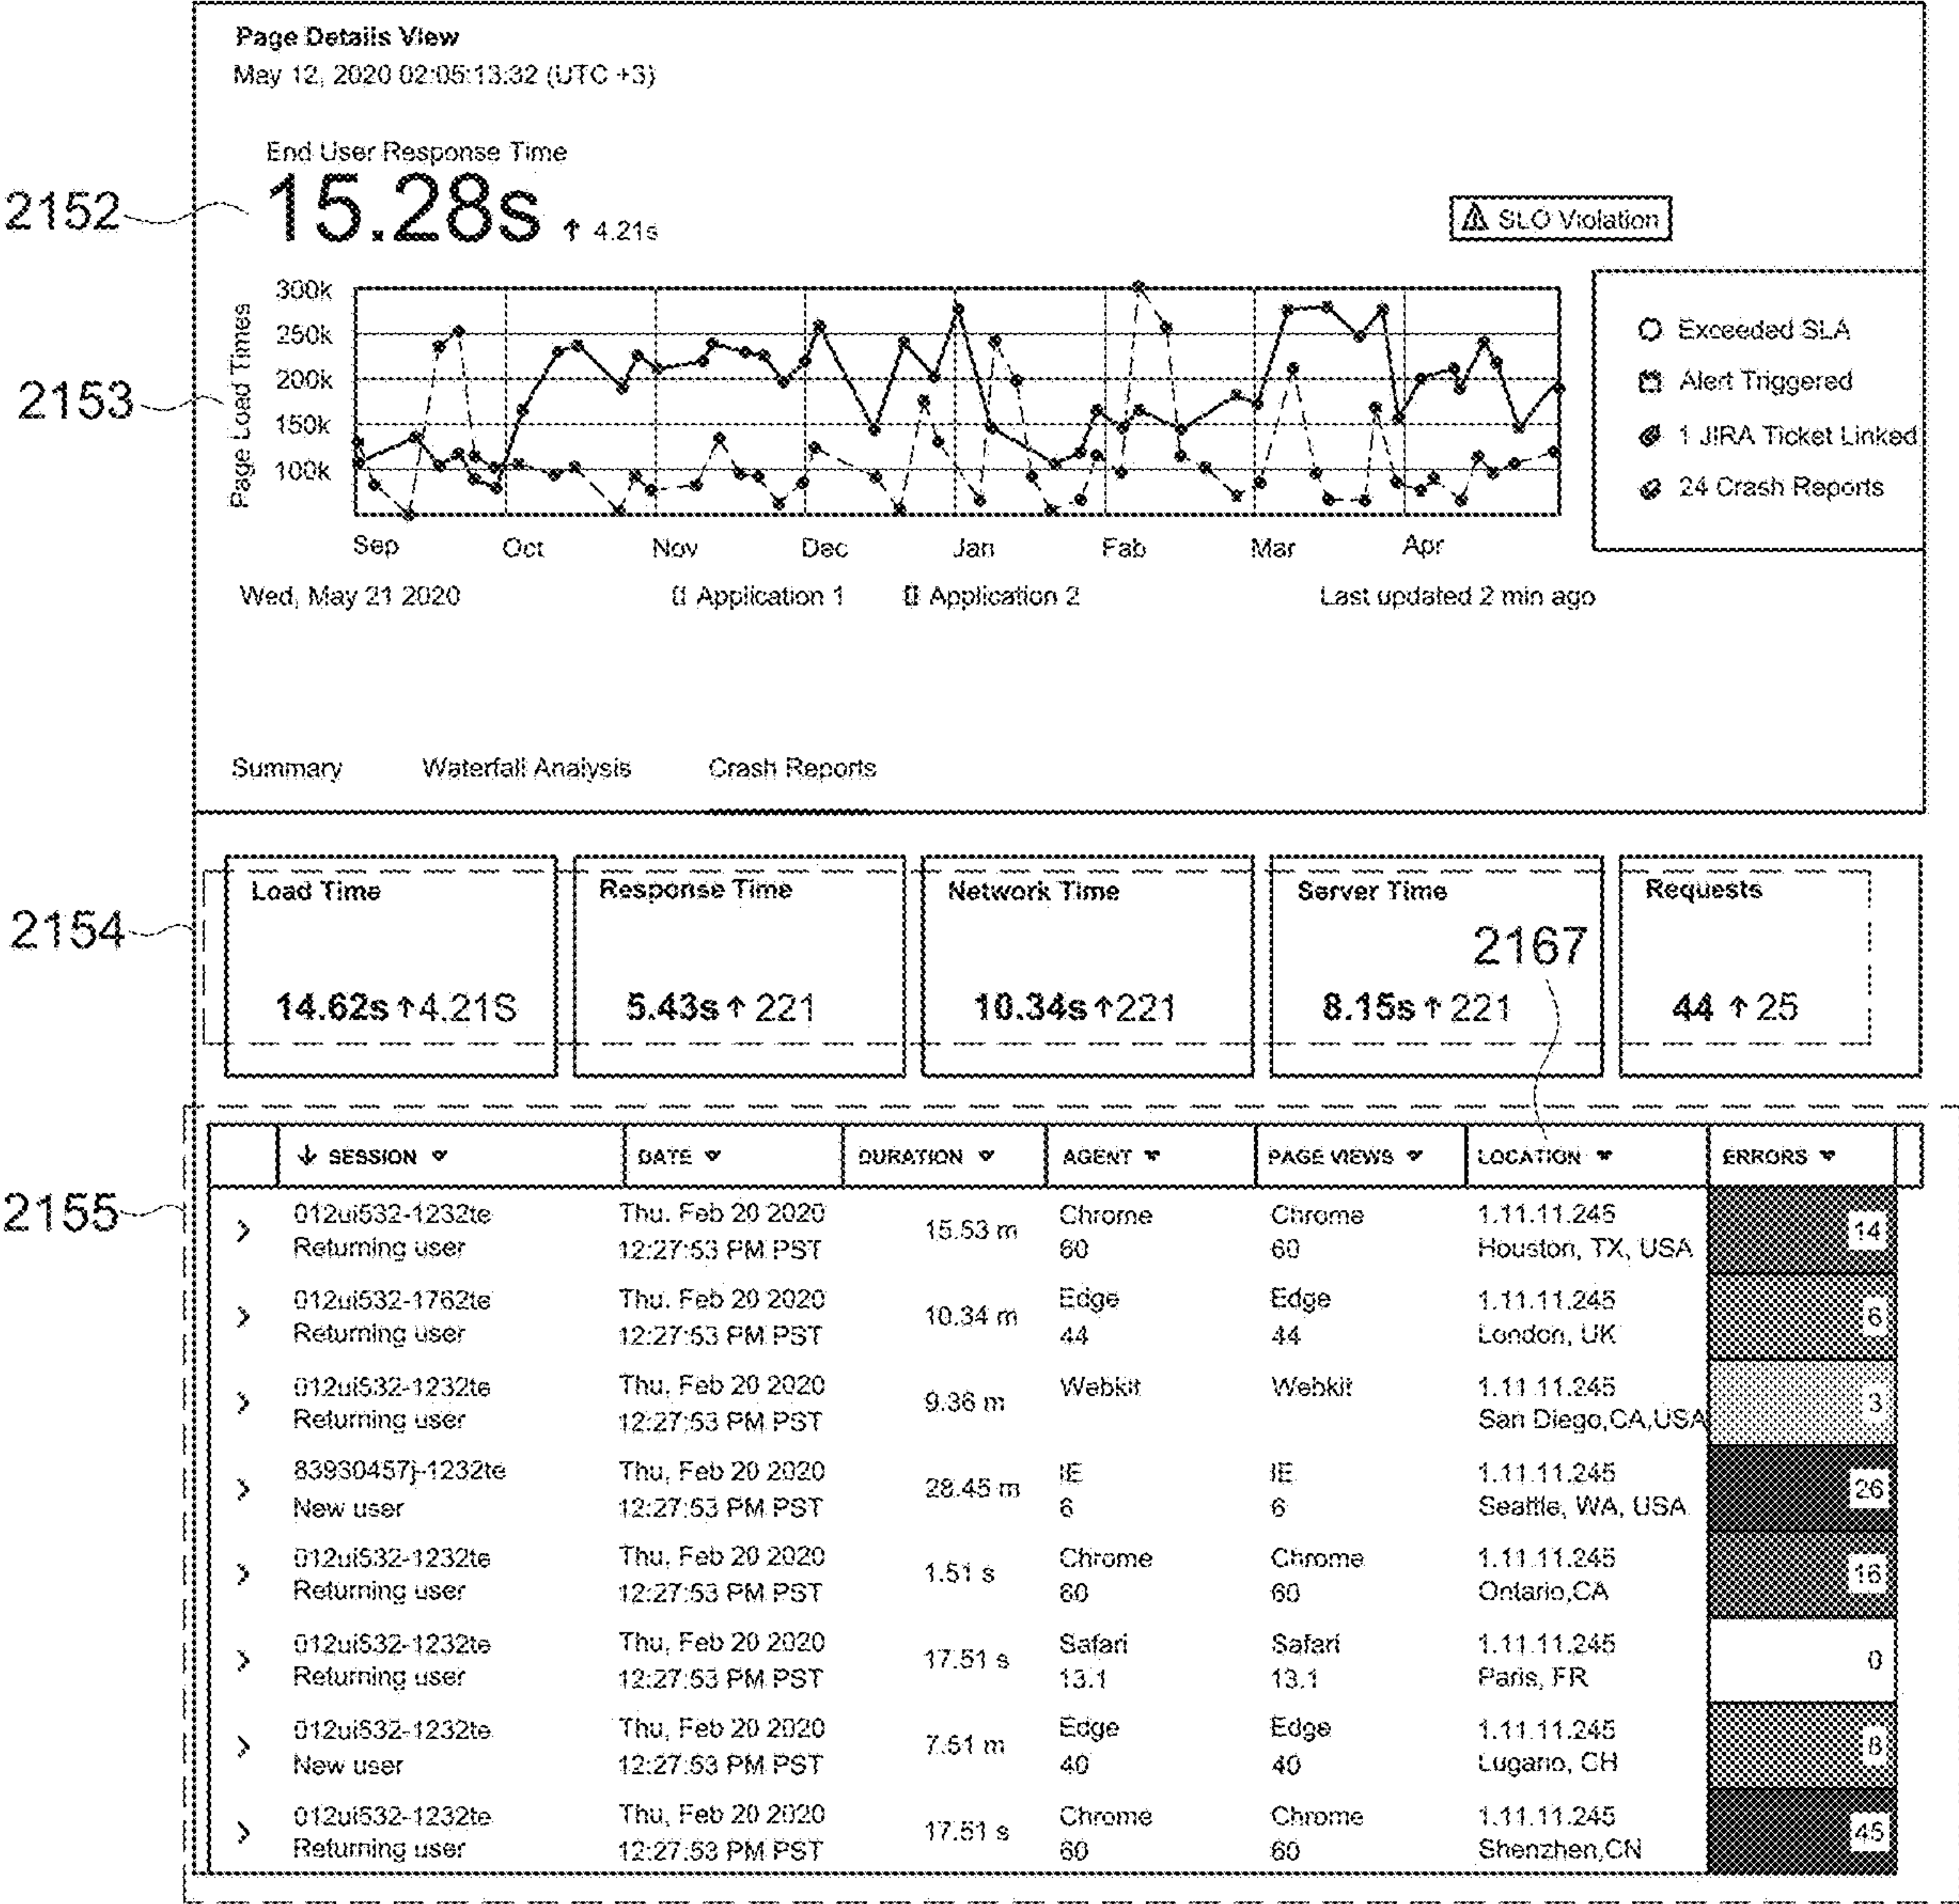 Page Details View
May 12, 2020 02:05:13:32 (UTC +3)
End User Response Time
2152
15.28s ↑ 4.21s
SLO Violation
2153
Page Load Times
300k
250k
200k
150k
100k
Sep Oct Nov Dec Jan Fab Mar Apr
Exceeded SLA
Alert Triggered
1 JIRA Ticket Linked
24 Crash Reports
Wed, May 21 2020 Application 1 Application 2 Last updated 2 min ago
Summary Waterfall Analysis Crash Reports
2154
Load Time Response Time Network Time Server Time Requests
2167
14.62s ↑4.21S 5.43s ↑ 221 10.34s ↑221 8.15s ↑ 221 44 ↑ 25
2155
↓ SESSION DATE DURATION AGENT PAGE VIEWS LOCATION ERRORS
012ui532-1232te Thu. Feb 20 2020 15.53 m Chrome Chrome 1.11.11.245 14
Returning user 12:27:53 PM PST 60 60 Houston, TX, USA
012ui532-1762te Thu. Feb 20 2020 10.34 m Edge Edge 1.11.11.245 6
Returning user 12:27:53 PM PST 44 44 London, UK
012ui532-1232te Thu, Feb 20 2020 9.36 m Webkit Webkit 1.11.11.245 3
Returning user 12:27:53 PM PST San Diego,CA,USA
83930457j-1232te Thu, Feb 20 2020 28.45 m IE IE 1.11.11.245 26
New user 12:27:53 PM PST 6 6 Seattle, WA, USA
012ui532-1232te Thu, Feb 20 2020 1.51 s Chrome Chrome 1.11.11.245 16
Returning user 12:27:53 PM PST 60 60 Ontario,CA
012ui532-1232te Thu, Feb 20 2020 17.51 s Safari Safari 1.11.11.245 0
Returning user 12:27:53 PM PST 13.1 13.1 Paris, FR
012ui532-1232te Thu, Feb 20 2020 7.51 m Edge Edge 1.11.11.245 8
New user 12:27:53 PM PST 40 40 Lugano, CH
012ui532-1232te Thu, Feb 20 2020 17.51 s Chrome Chrome 1.11.11.245 45
Returning user 12:27:53 PM PST 60 60 Shenzhen,CN